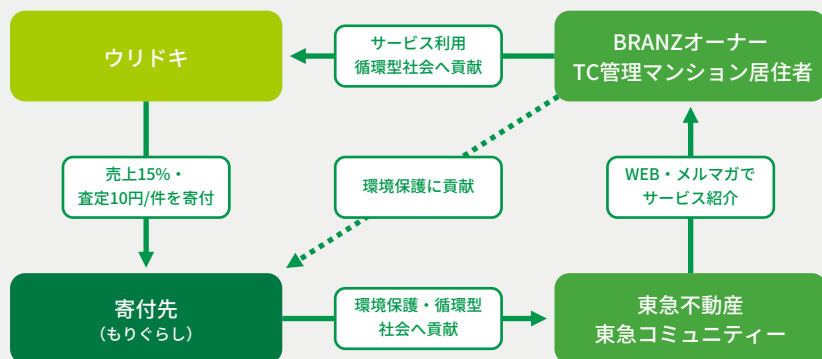 ウリドキ
サービス利用
循環型社会へ貢献
BRANZオーナー
TC管理マンション居住者
売上15%・
査定10円/件を寄付
環境保護に貢献
WEB・メルマガで
サービス紹介
寄付先
（もりぐらし）
環境保護・循環型
社会へ貢献
東急不動産
東急コミュニティー